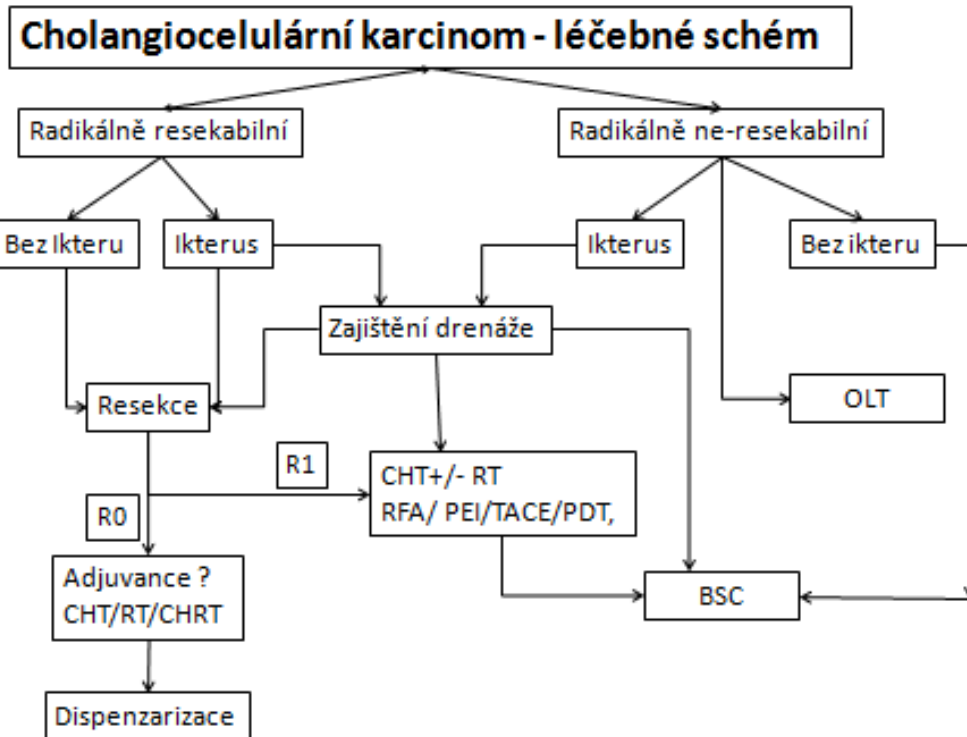 Cholangiocelulární karcinom - léčebné schém
Radikálně resekabilní
Radikálně ne-resekabilní
Bez Ikteru
Ikterus
Ikterus
Bez ikteru
Zajištění drenáže
Resekce
OLT
R1
CHT+/- RT
RFA/ PEI/TACE/PDT,
R0
Adjuvance ?
CHT/RT/CHRT
BSC
Dispenzarizace